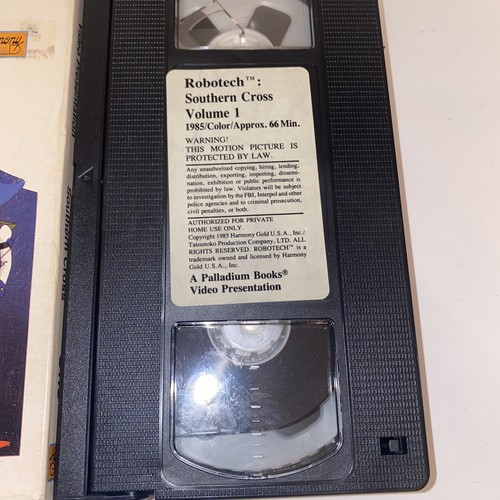 Robotech™:
Southern Cross
Volume 1
1985/Color/Approx. 66 Min.
WARNING!
THIS MOTION PICTURE IS
PROTECTED BY LAW.
Any unauthorized copying, hiring, lending,
distribution, exporting, importing, dissemi-
nation, exhibition or public performance is
prohibited by law. Violators will be subject
to investigation by the FBI, Interpol and other
police agencies and to criminal prosecution,
civil penalties, or both.
AUTHORIZED FOR PRIVATE
HOME USE ONLY.
Copyright 1985 Harmony Gold U.S.A., Inc./
Tatsunoko Production Company, LTD. ALL
RIGHTS RESERVED. ROBOTECH™ is a
trademark owned and licensed by Harmony
Gold U.S.A., Inc.
A Palladium Books®
Video Presentation
Southern Cross